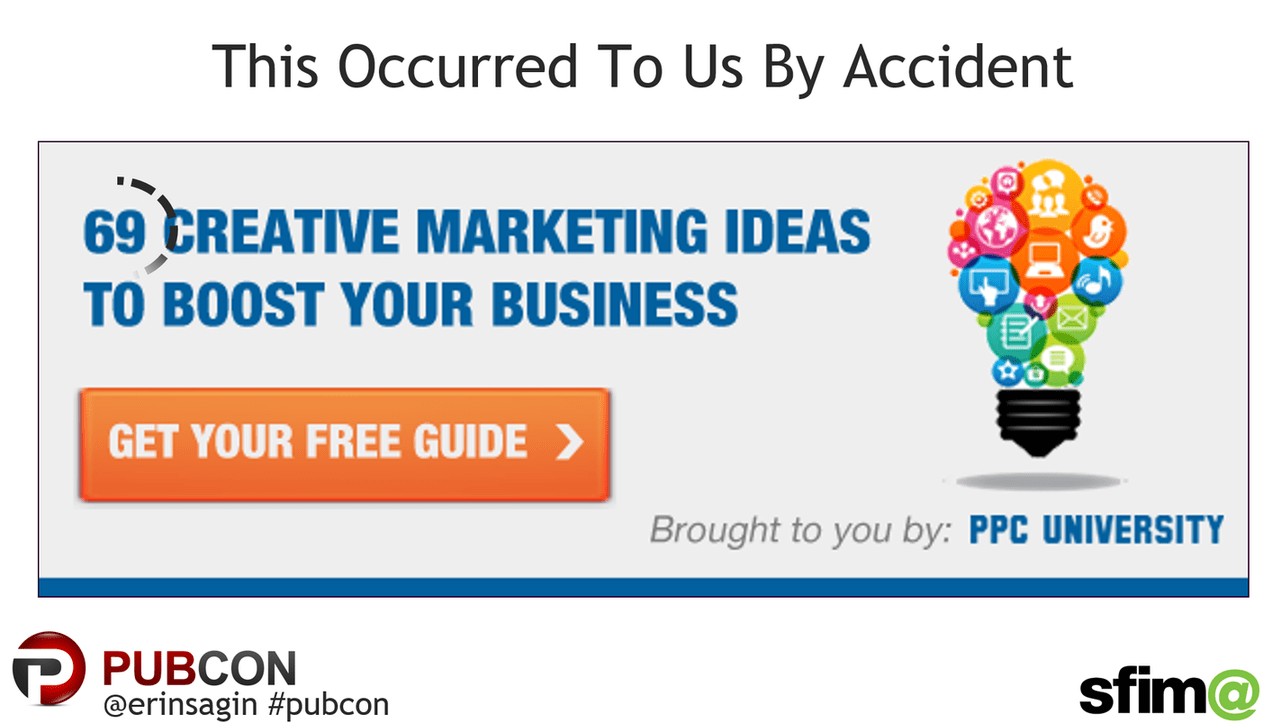 This Occurred To Us By Accident
69 CREATIVE MARKETING IDEAS
TO BOOST YOUR BUSINESS
GET YOUR FREE GUIDE
Brought to you by: PPC UNIVERSITY
PUBCON
@erinsagin #pubcon
sfim@